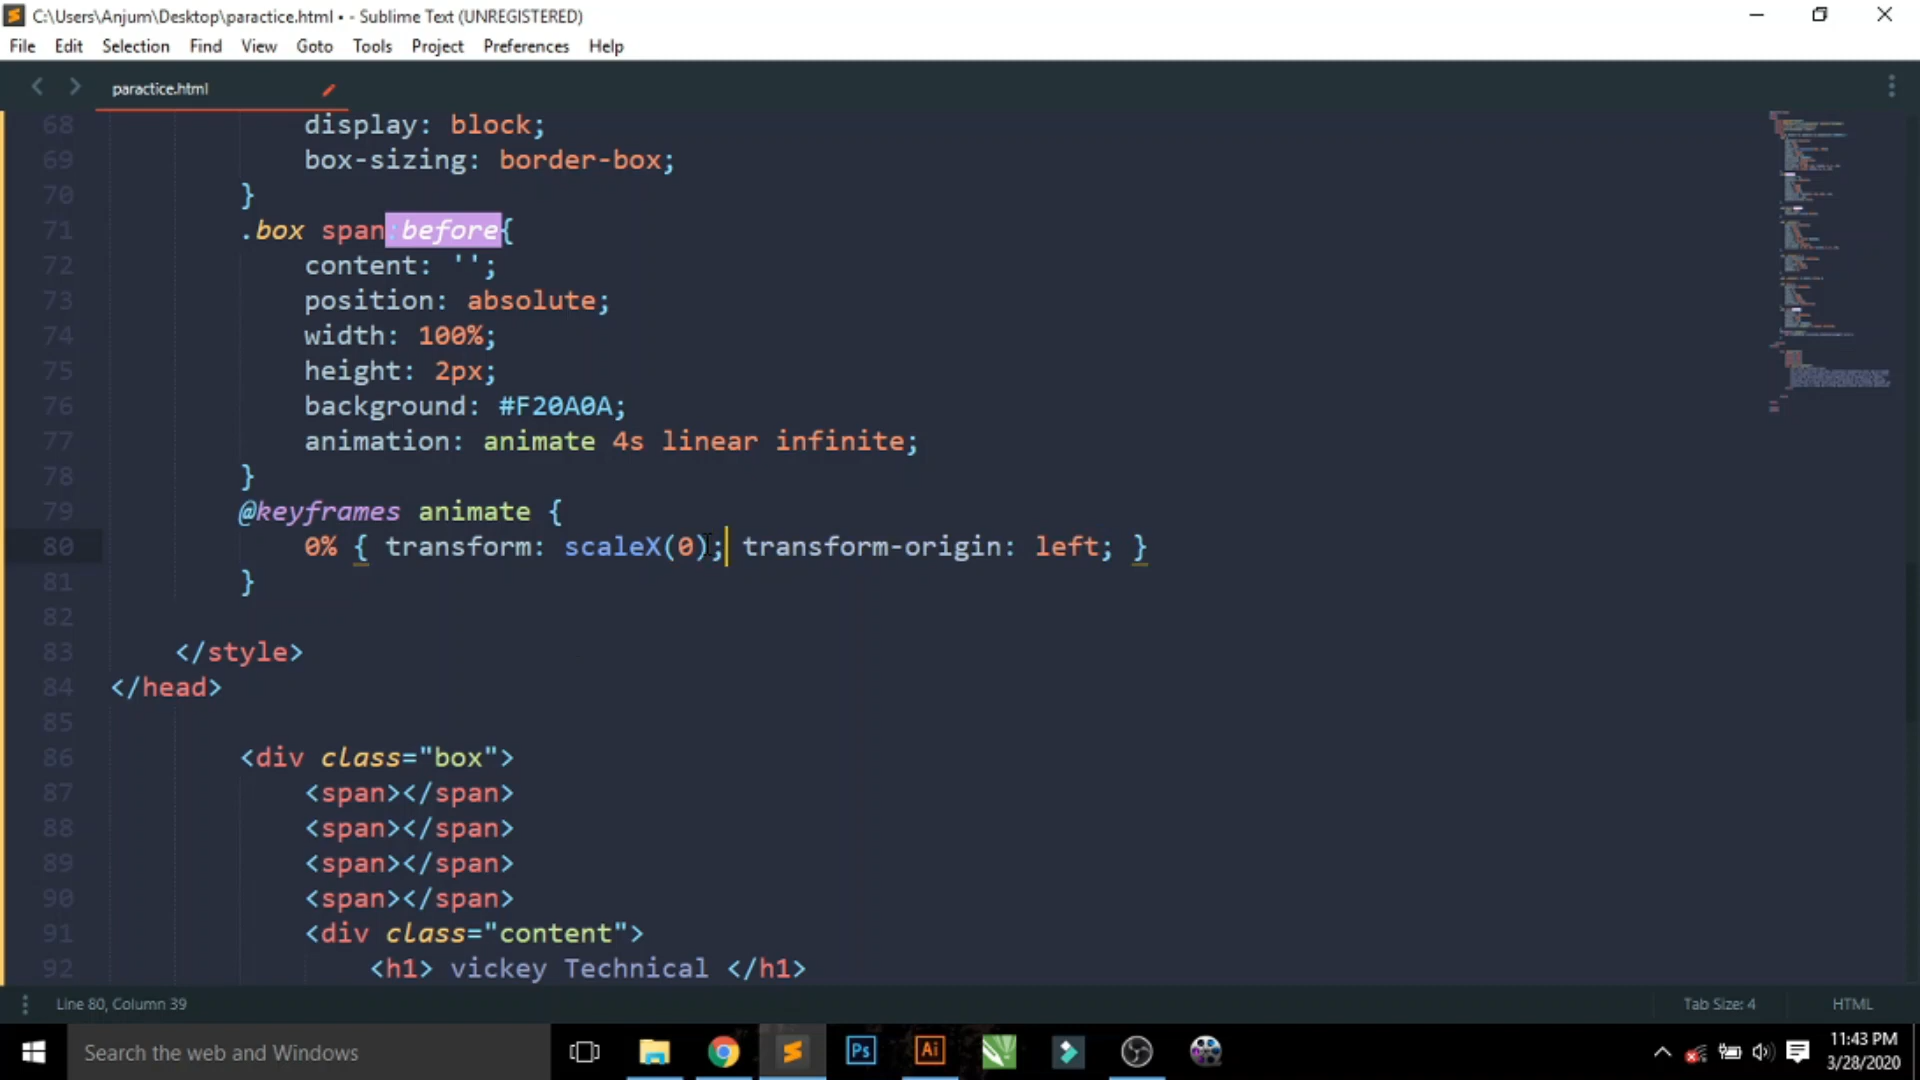 C:\Users\Anjum\Desktop\paractice.html • - Sublime Text (UNREGISTERED)
File Edit Selection Find View Goto Tools Project Preferences Help
paractice.html
68 display: block;
69 box-sizing: border-box;
70 }
71 .box span:before{
72 content: '';
73 position: absolute;
74 width: 100%;
75 height: 2px;
76 background: #F20A0A;
77 animation: animate 4s linear infinite;
78 }
79 @keyframes animate {
80 0% { transform: scaleX(0); transform-origin: left; }
81 }
82
83 </style>
84 </head>
85
86 <div class="box">
87 <span></span>
88 <span></span>
89 <span></span>
90 <span></span>
91 <div class="content">
92 <h1> vickey Technical </h1>
Line 80, Column 39 Tab Size: 4 HTML
Search the web and Windows
Ps
Ai
11:43 PM
3/28/2020